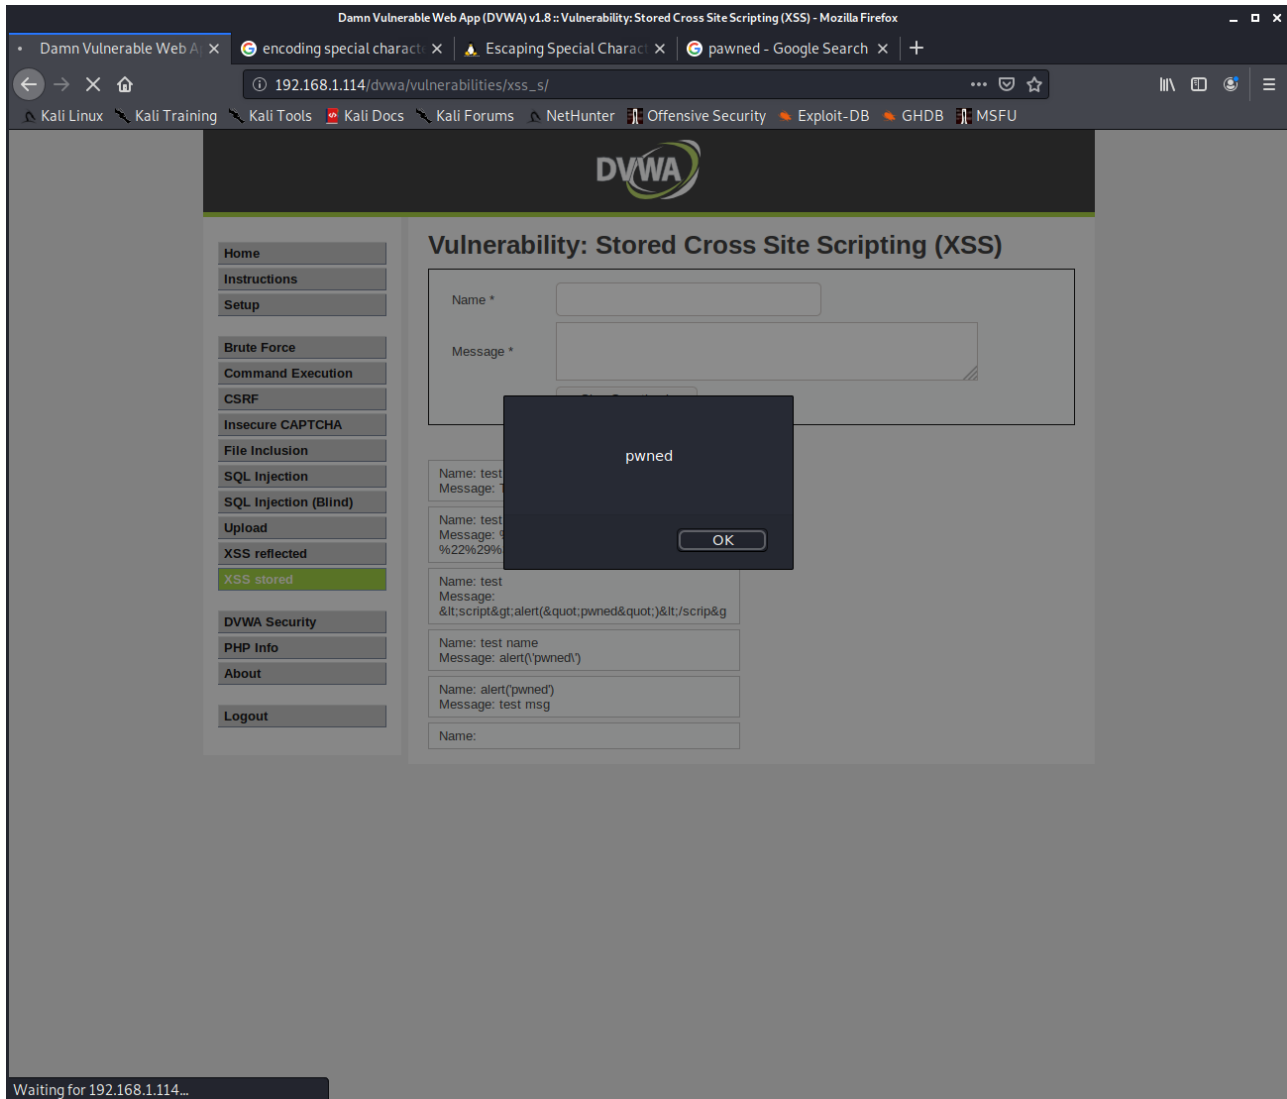 Damn Vulnerable Web App (DVWA) v1.8 :: Vulnerability: Stored Cross Site Scripting (XSS) - Mozilla Firefox
Damn Vulnerable Web A
encoding special charact
Escaping Special Charact
pawned - Google Search
192.168.1.114/dvwa/vulnerabilities/xss_s/
Kali Linux Kali Training Kali Tools Kali Docs Kali Forums NetHunter Offensive Security Exploit-DB GHDB MSFU
DVWA
Home
Instructions
Setup
Brute Force
Command Execution
CSRF
Insecure CAPTCHA
File Inclusion
SQL Injection
SQL Injection (Blind)
Upload
XSS reflected
XSS stored
DVWA Security
PHP Info
About
Logout
Vulnerability: Stored Cross Site Scripting (XSS)
Name *
Message *
pwned
OK
Name: test
Message:
Name: test
Message:
%22%29%
Name: test
Message:
&lt;script&gt;alert(&quot;pwned&quot;)&lt;/scrip&g
Name: test name
Message: alert(\'pwned\')
Name: alert('pwned')
Message: test msg
Name:
Waiting for 192.168.1.114...